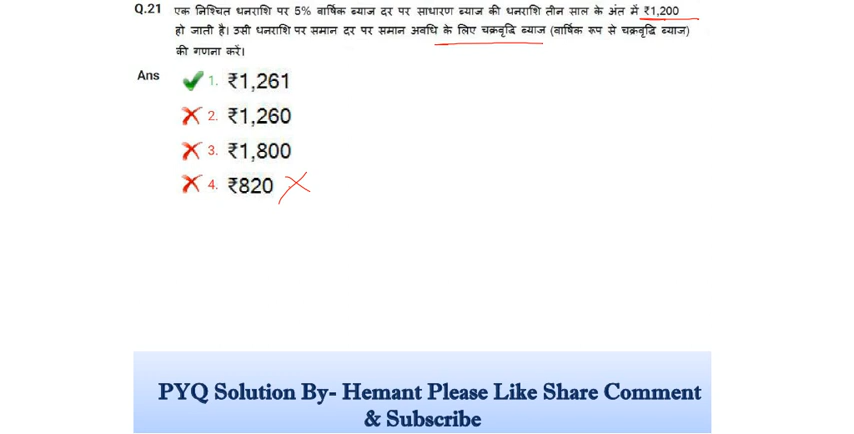 Q.21 एक निश्चित धनराशि पर 5% वार्षिक ब्याज दर पर साधारण ब्याज की धनराशि तीन साल के अंत में ₹1,200
हो जाती है। उसी धनराशि पर समान दर पर समान अवधि के लिए चक्रवृद्धि ब्याज (वार्षिक रूप से चक्रवृद्धि ब्याज)
की गणना करें।
Ans 1. ₹1,261
2. ₹1,260
3. ₹1,800
4. ₹820
PYQ Solution By- Hemant Please Like Share Comment
& Subscribe